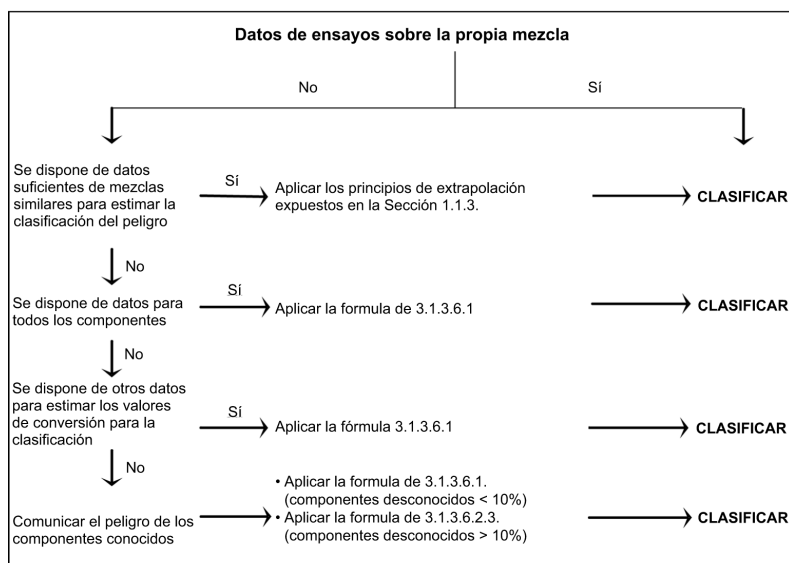 Datos de ensayos sobre la propia mezcla
No
Sí
Se dispone de datos
suficientes de mezclas
similares para estimar la
clasificación del peligro
Sí
Aplicar los principios de extrapolación
expuestos en la Sección 1.1.3.
CLASIFICAR
No
Se dispone de datos para
todos los componentes
Sí
Aplicar la formula de 3.1.3.6.1
CLASIFICAR
No
Se dispone de otros datos
para estimar los valores
de conversión para la
clasificación
Sí
Aplicar la fórmula 3.1.3.6.1
CLASIFICAR
No
Comunicar el peligro de los
componentes conocidos
• Aplicar la formula de 3.1.3.6.1.
(componentes desconocidos < 10%)
• Aplicar la formula de 3.1.3.6.2.3.
(componentes desconocidos > 10%)
CLASIFICAR